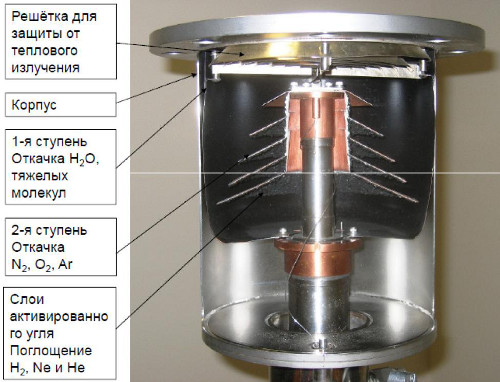 Решётка для
защиты от
теплового
излучения
Корпус
1-я ступень
Откачка H₂O,
тяжелых
молекул
2-я ступень
Откачка
N₂, O₂, Ar
Слои
активированно
го угля
Поглощение
H₂, Ne и He